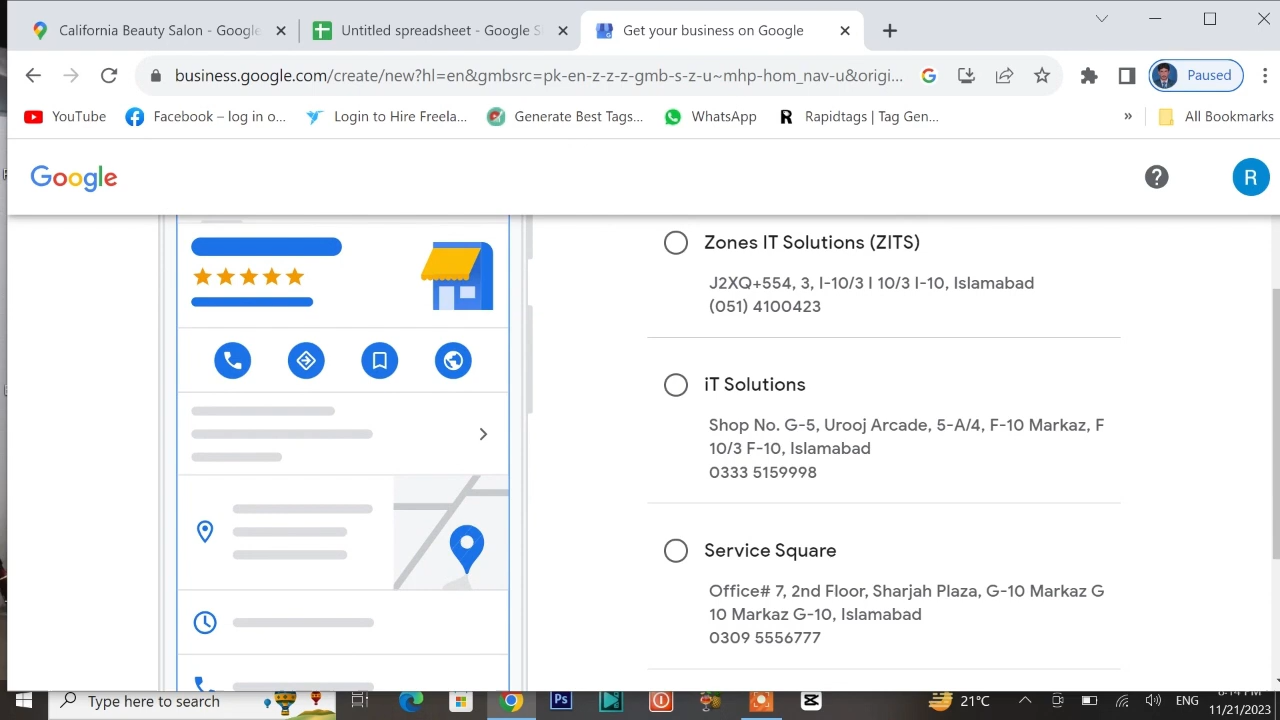 California Beauty Salon - Google
Untitled spreadsheet - Google S
Get your business on Google
business.google.com/create/new?hl=en&gmbsrc=pk-en-z-z-z-gmb-s-z-u~mhp-hom_nav-u&origi...
Paused
YouTube
Facebook – log in o...
Login to Hire Freela...
Generate Best Tags...
WhatsApp
Rapidtags | Tag Gen...
»
All Bookmarks
Google
R
Zones IT Solutions (ZITS)
J2XQ+554, 3, I-10/3 I 10/3 I-10, Islamabad
(051) 4100423
iT Solutions
Shop No. G-5, Urooj Arcade, 5-A/4, F-10 Markaz, F
10/3 F-10, Islamabad
0333 5159998
Service Square
Office# 7, 2nd Floor, Sharjah Plaza, G-10 Markaz G
10 Markaz G-10, Islamabad
0309 5556777
Type here to search
Ps
21°C
ENG
8:14 PM
11/21/2023